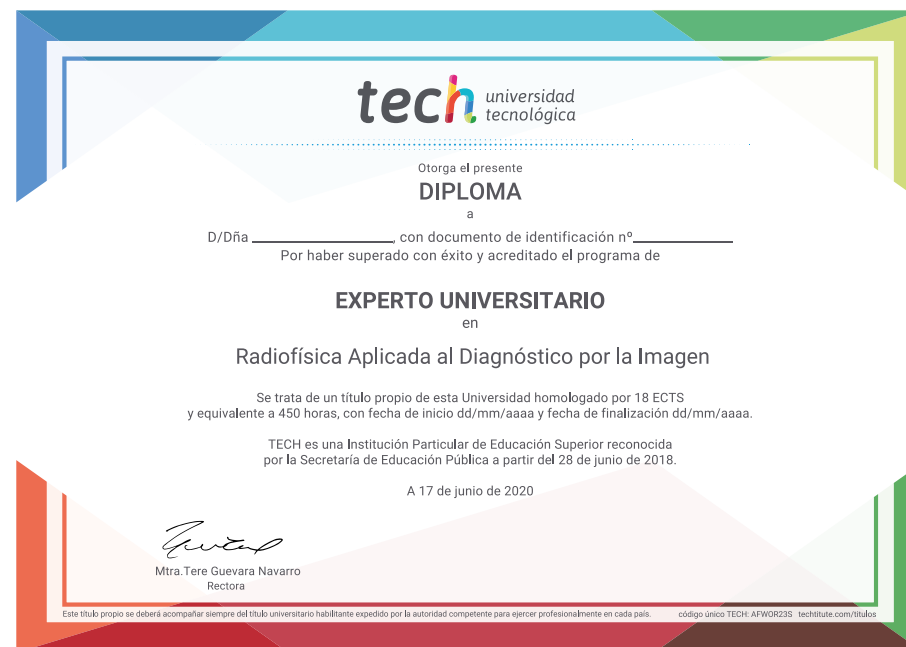 tech universidad
tecnológica
Otorga el presente
DIPLOMA
a
D/Dña ____________________, con documento de identificación nº______________
Por haber superado con éxito y acreditado el programa de
EXPERTO UNIVERSITARIO
en
Radiofísica Aplicada al Diagnóstico por la Imagen
Se trata de un título propio de esta Universidad homologado por 18 ECTS
y equivalente a 450 horas, con fecha de inicio dd/mm/aaaa y fecha de finalización dd/mm/aaaa.
TECH es una Institución Particular de Educación Superior reconocida
por la Secretaría de Educación Pública a partir del 28 de junio de 2018.
A 17 de junio de 2020
Mtra.Tere Guevara Navarro
Rectora
Este título propio se deberá acompañar siempre del título universitario habilitante expedido por la autoridad competente para ejercer profesionalmente en cada país. código único TECH: AFWOR23S techtitute.com/titulos